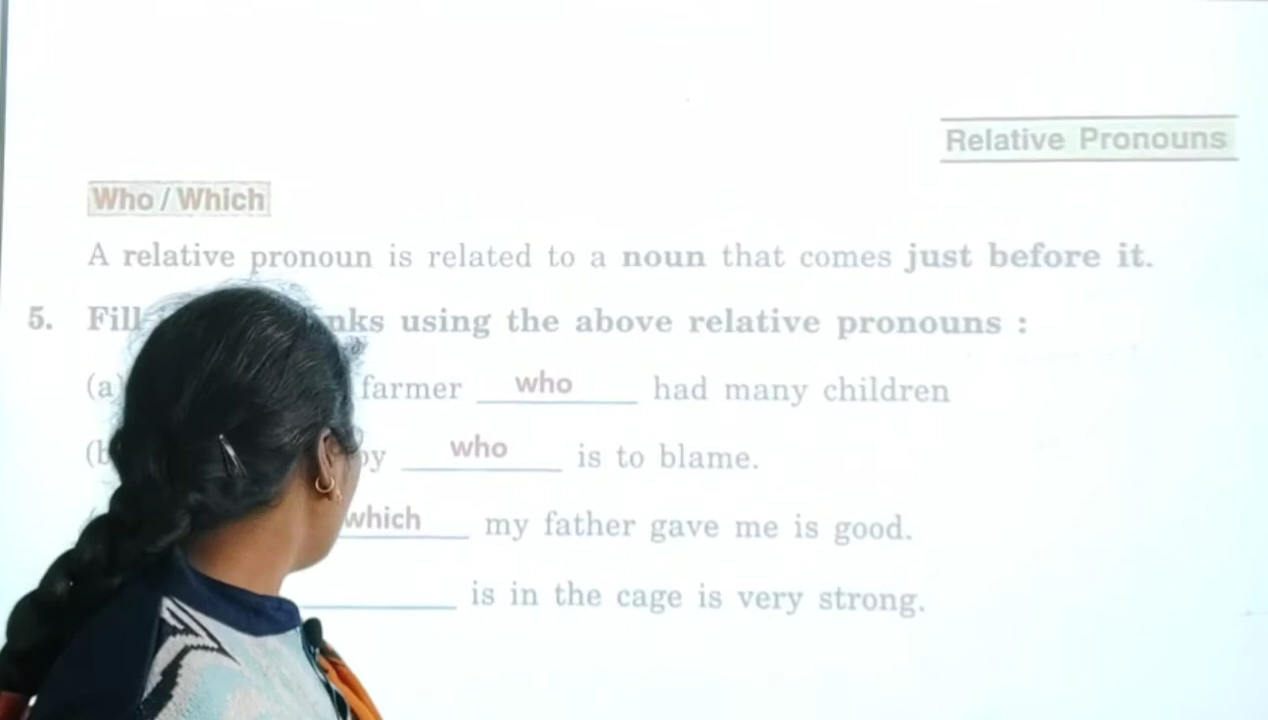 Relative Pronouns
Who / Which
A relative pronoun is related to a noun that comes just before it.
5. Fill using the above relative pronouns :
(a) farmer who had many children
who is to blame.
which my father gave me is good.
is in the cage is very strong.